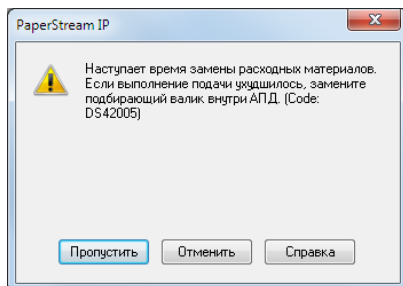 PaperStream IP
Наступает время замены расходных материалов.
Если выполнение подачи ухудшилось, замените
подбирающий валик внутри АПД. (Code:
DS42005)
Пропустить Отменить Справка